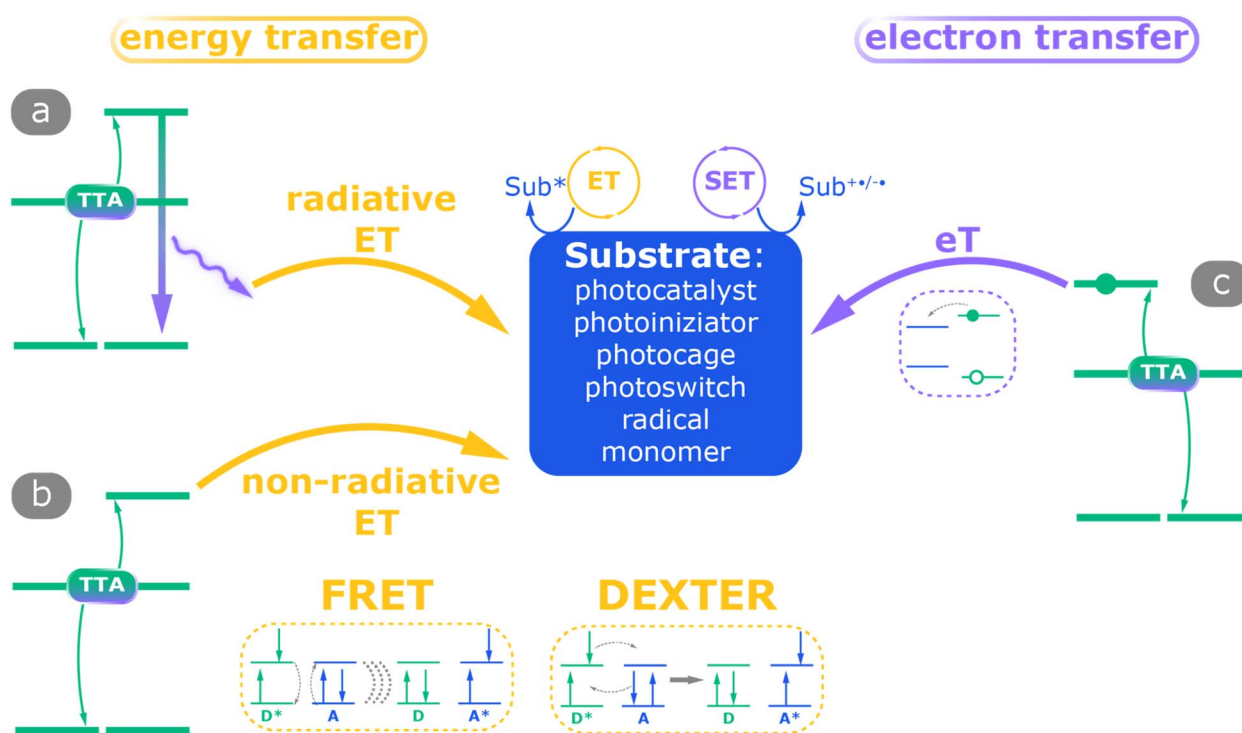 energy transfer
electron transfer
a
TTA
radiative
ET
Sub*
ET
SET
Sub⁺•/⁻•
Substrate:
photocatalyst
photoiniziator
photocage
photoswitch
radical
monomer
eT
c
TTA
b
TTA
non-radiative
ET
FRET
D*
A
D
A*
DEXTER
D*
A
D
A*